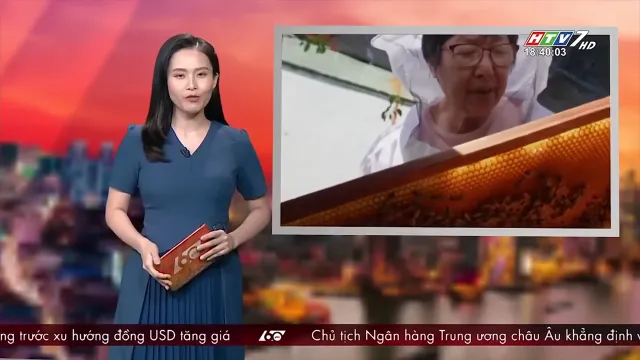 HTV7 HD
18:40:03
ng trước xu hướng đồng USD tăng giá 60 Chủ tịch Ngân hàng Trung ương châu Âu khẳng định v